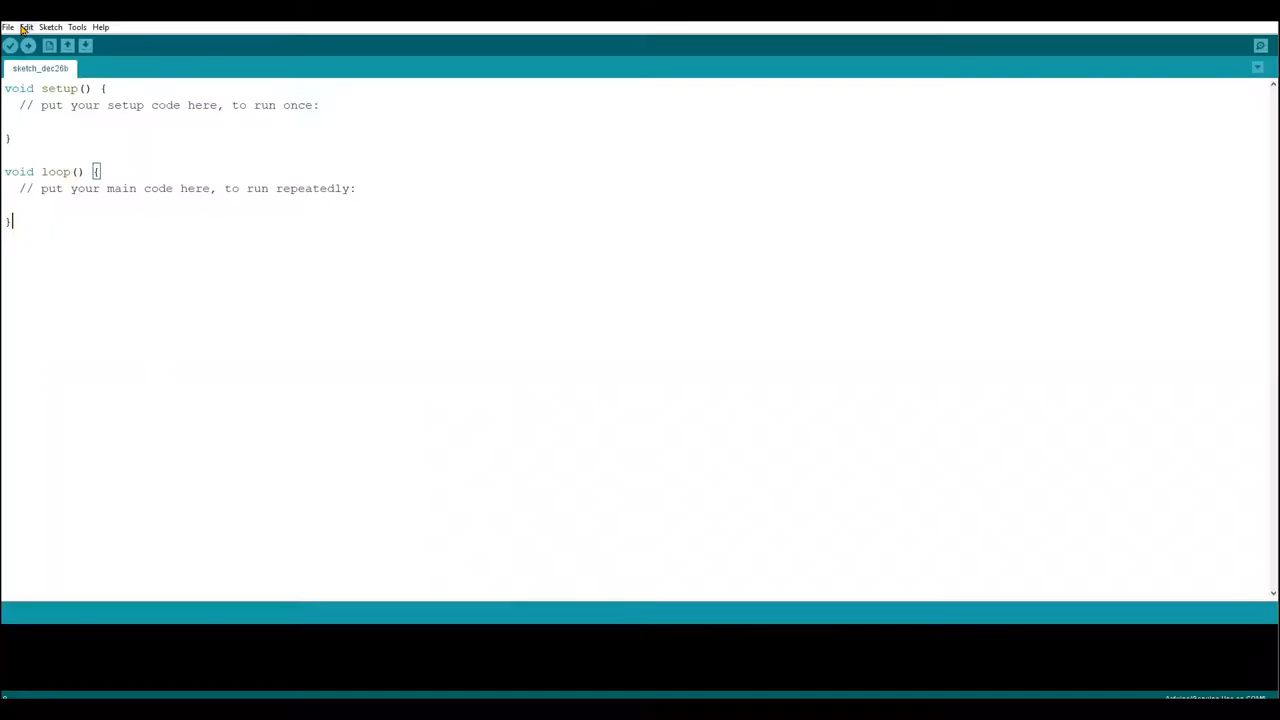 File Edit Sketch Tools Help
sketch_dec26b
void setup() {
// put your setup code here, to run once:
}
void loop() {
// put your main code here, to run repeatedly:
}